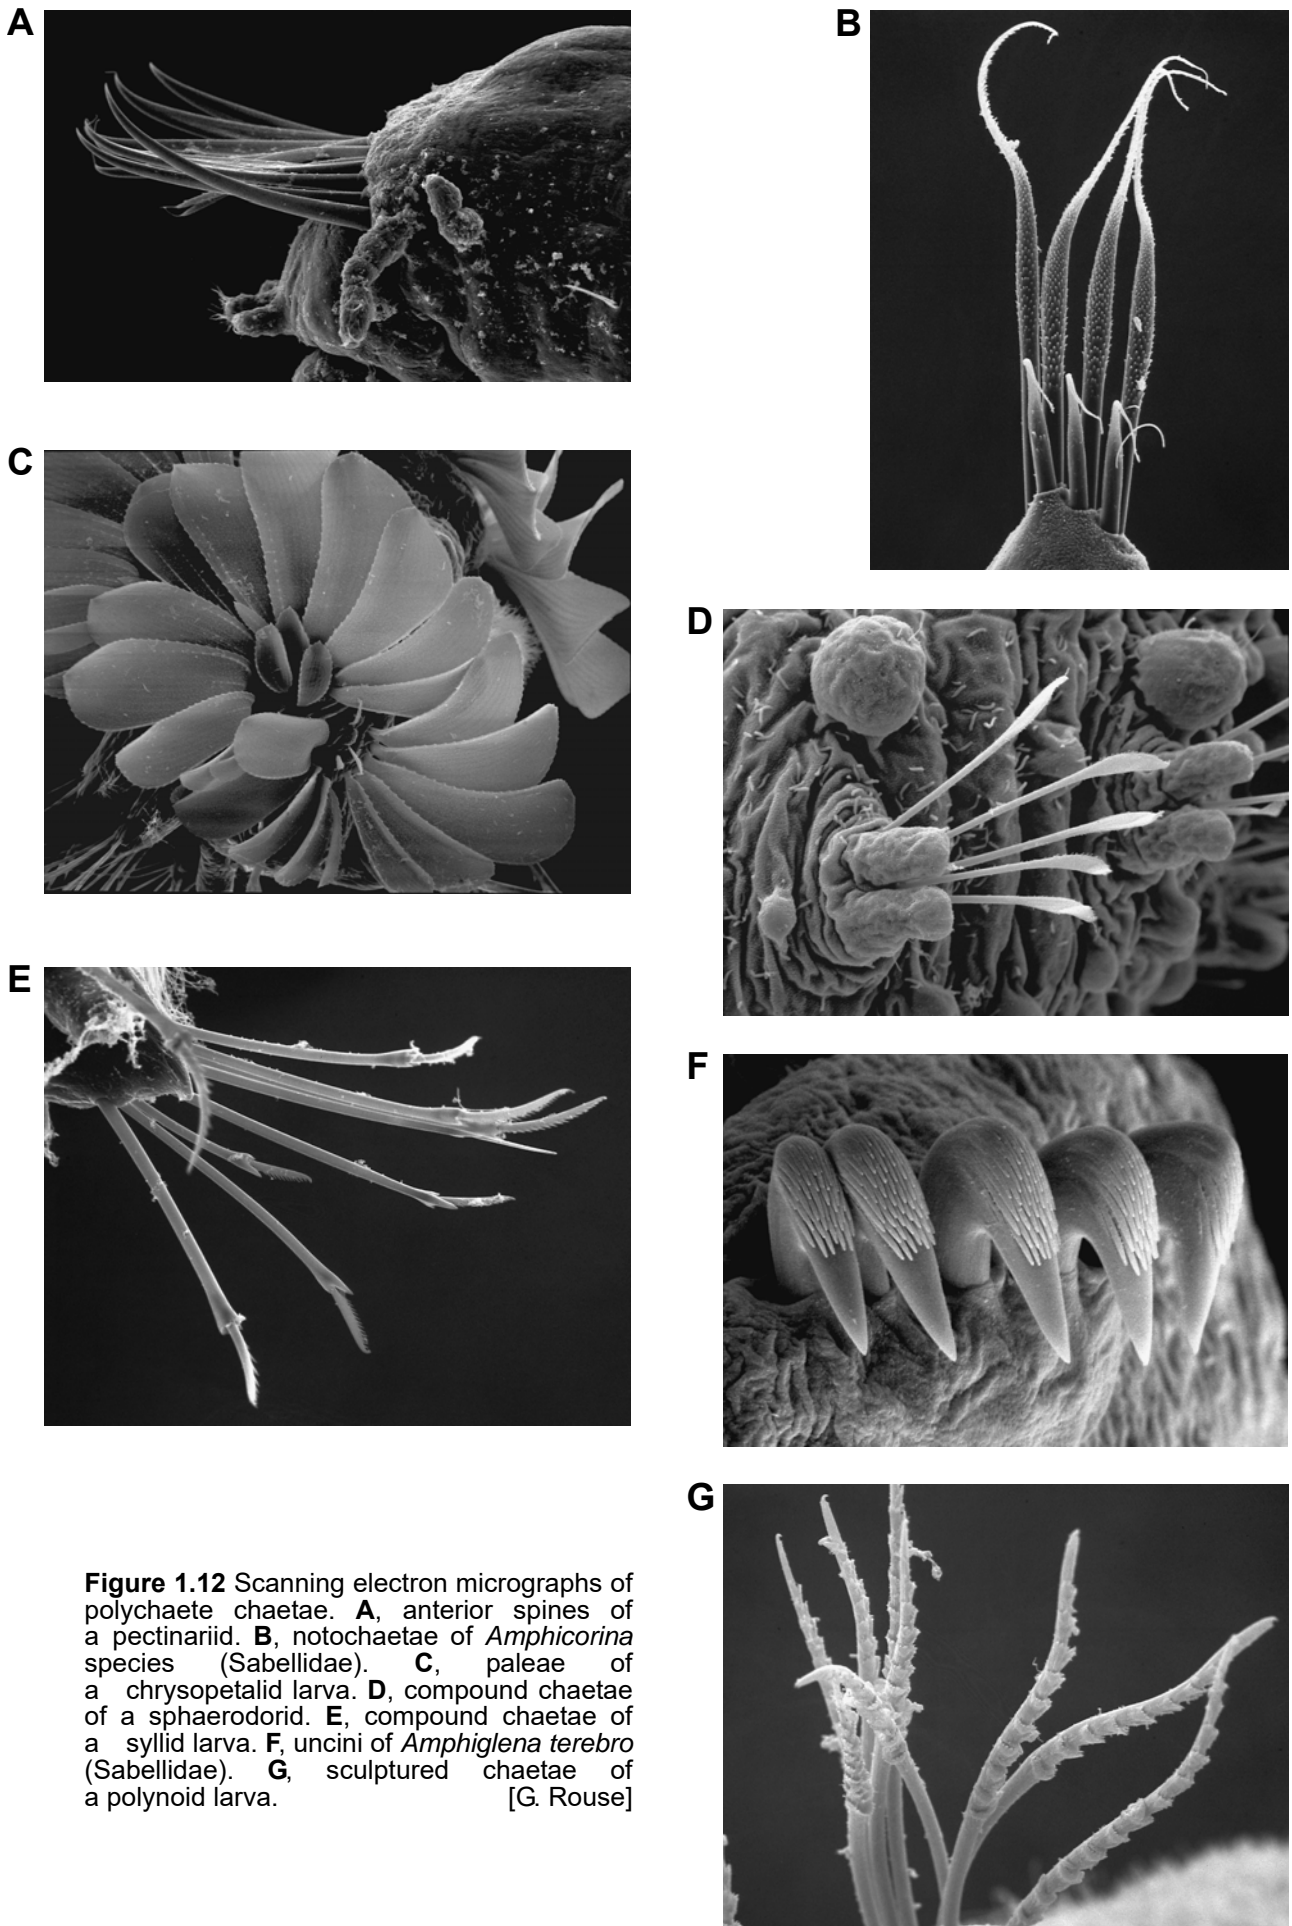 A
B
C
D
E
F
G
Figure 1.12 Scanning electron micrographs of
polychaete chaetae. A, anterior spines of
a pectinariid. B, notochaetae of Amphicorina
species (Sabellidae). C, paleae of
a chrysopetalid larva. D, compound chaetae
of a sphaerodorid. E, compound chaetae of
a syllid larva. F, uncini of Amphiglena terebro
(Sabellidae). G, sculptured chaetae of
a polynoid larva. [G. Rouse]